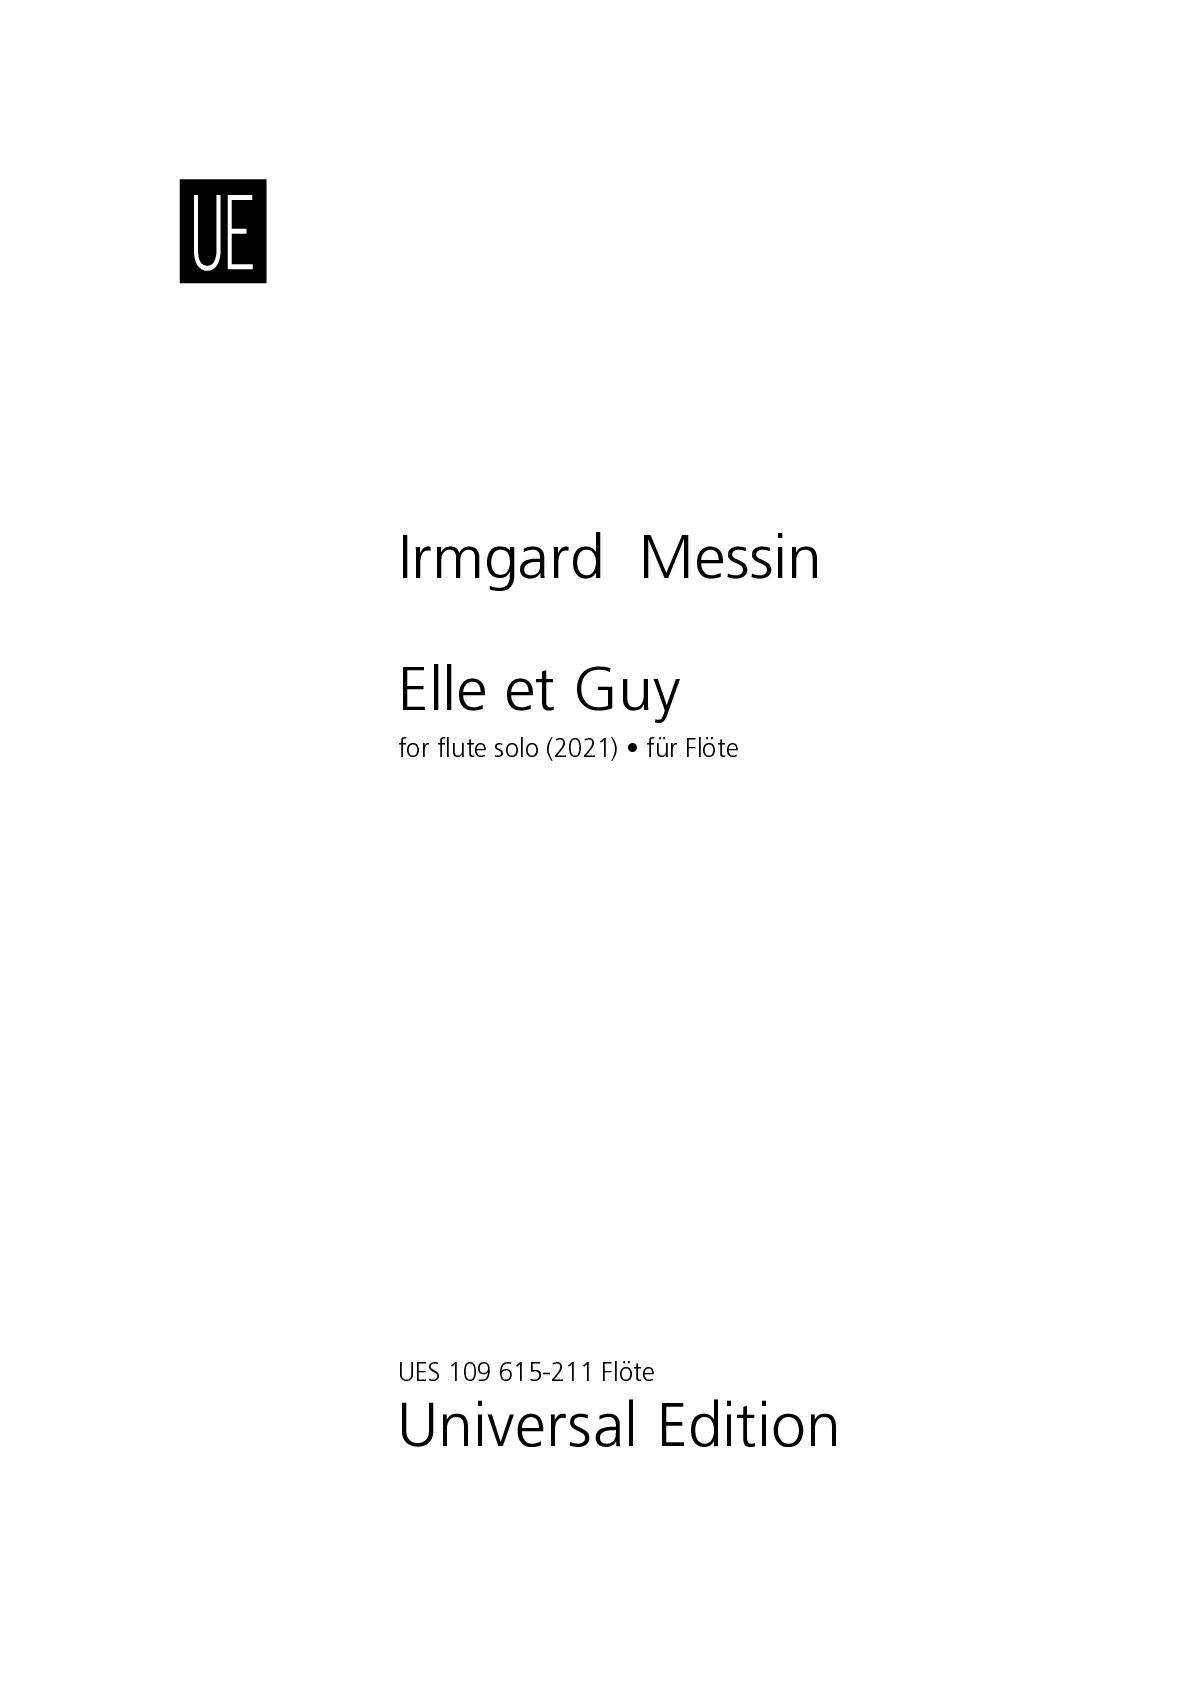 UE
Irmgard Messin
Elle et Guy
for flute solo (2021) • für Flöte
UES 109 615-211 Flöte
Universal Edition